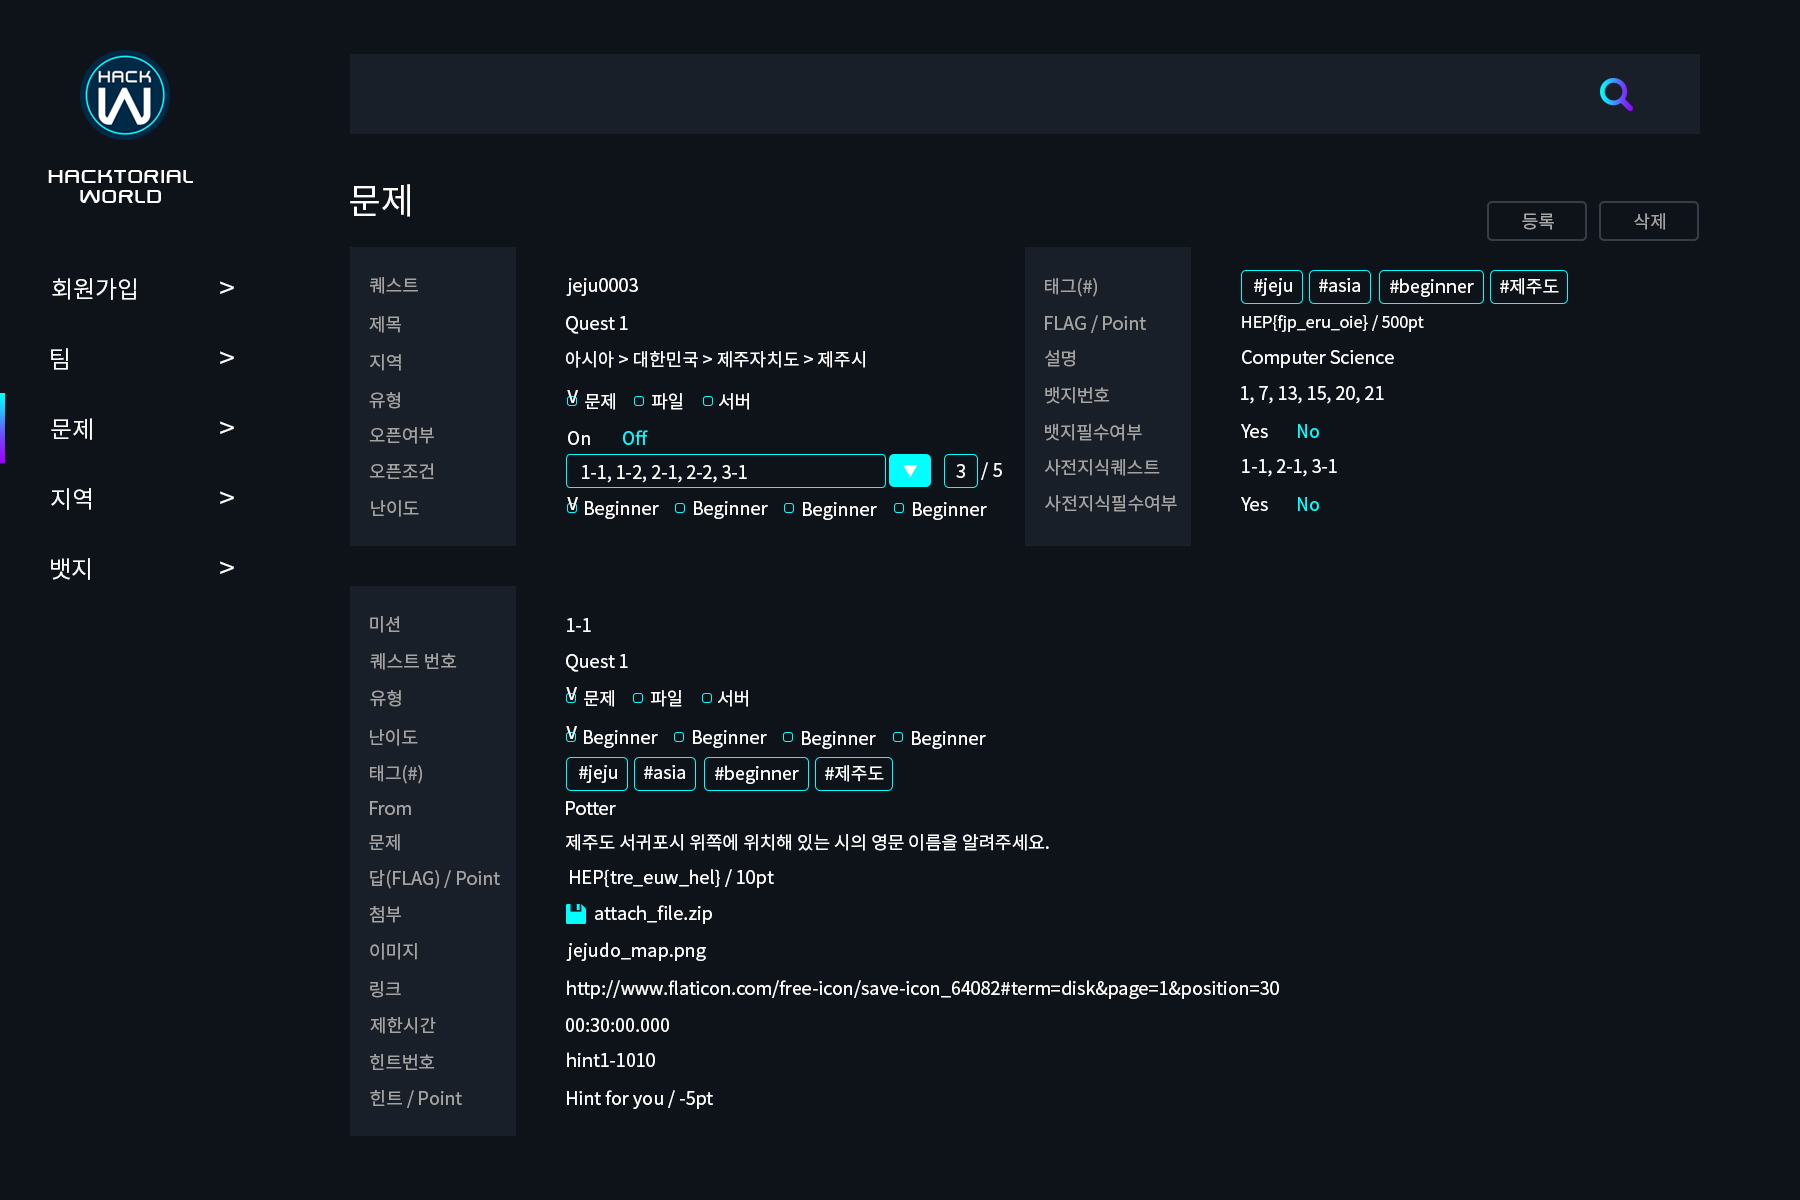 HACK
W
HACKTORIAL
WORLD
회원가입 >
팀 >
문제 >
지역 >
뱃지 >
문제
등록 삭제
퀘스트 jeju0003
제목 Quest 1
지역 아시아 > 대한민국 > 제주자치도 > 제주시
유형 V 문제 파일 서버
오픈여부 On Off
오픈조건 1-1, 1-2, 2-1, 2-2, 3-1 ▼ 3 / 5
난이도 V Beginner Beginner Beginner Beginner
태그(#) #jeju #asia #beginner #제주도
FLAG / Point HEP{fjp_eru_oie} / 500pt
설명 Computer Science
뱃지번호 1, 7, 13, 15, 20, 21
뱃지필수여부 Yes No
사전지식퀘스트 1-1, 2-1, 3-1
사전지식필수여부 Yes No
미션 1-1
퀘스트 번호 Quest 1
유형 V 문제 파일 서버
난이도 V Beginner Beginner Beginner Beginner
태그(#) #jeju #asia #beginner #제주도
From Potter
문제 제주도 서귀포시 위쪽에 위치해 있는 시의 영문 이름을 알려주세요.
답(FLAG) / Point HEP{tre_euw_hel} / 10pt
첨부 attach_file.zip
이미지 jejudo_map.png
링크 http://www.flaticon.com/free-icon/save-icon_64082#term=disk&page=1&position=30
제한시간 00:30:00.000
힌트번호 hint1-1010
힌트 / Point Hint for you / -5pt